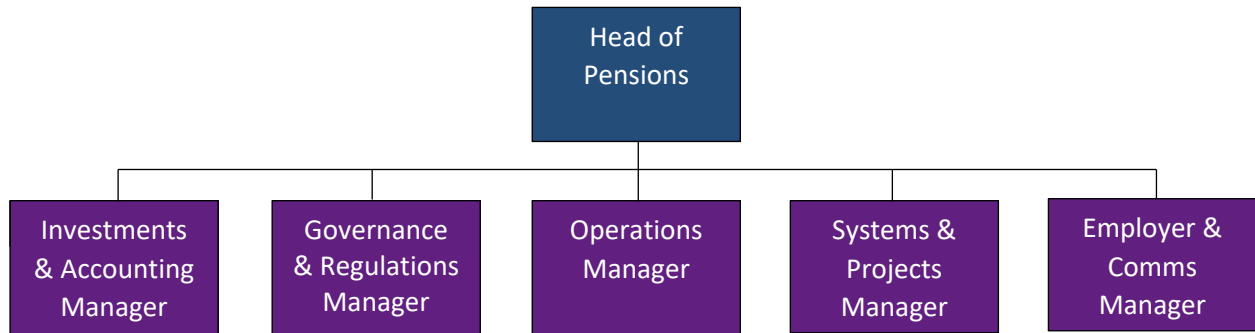 Head of
Pensions
Investments
& Accounting
Manager
Governance
& Regulations
Manager
Operations
Manager
Systems &
Projects
Manager
Employer &
Comms
Manager